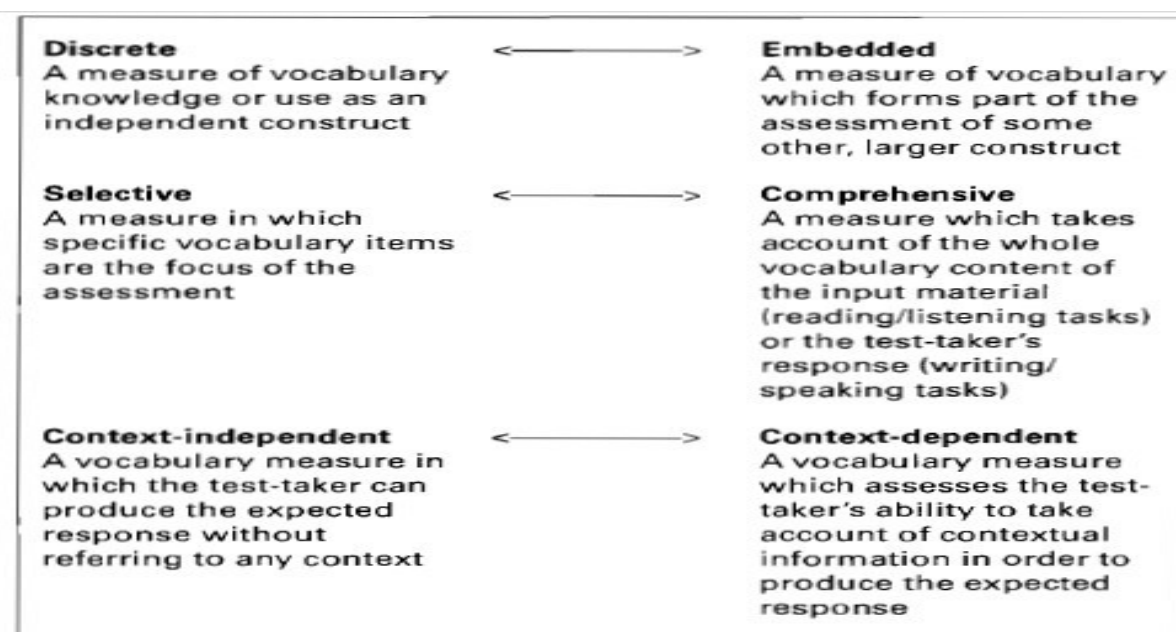 Discrete
A measure of vocabulary
knowledge or use as an
independent construct
Embedded
A measure of vocabulary
which forms part of the
assessment of some
other, larger construct
Selective
A measure in which
specific vocabulary items
are the focus of the
assessment
Comprehensive
A measure which takes
account of the whole
vocabulary content of
the input material
(reading/listening tasks)
or the test-taker's
response (writing/
speaking tasks)
Context-independent
A vocabulary measure in
which the test-taker can
produce the expected
response without
referring to any context
Context-dependent
A vocabulary measure
which assesses the test-
taker's ability to take
account of contextual
information in order to
produce the expected
response